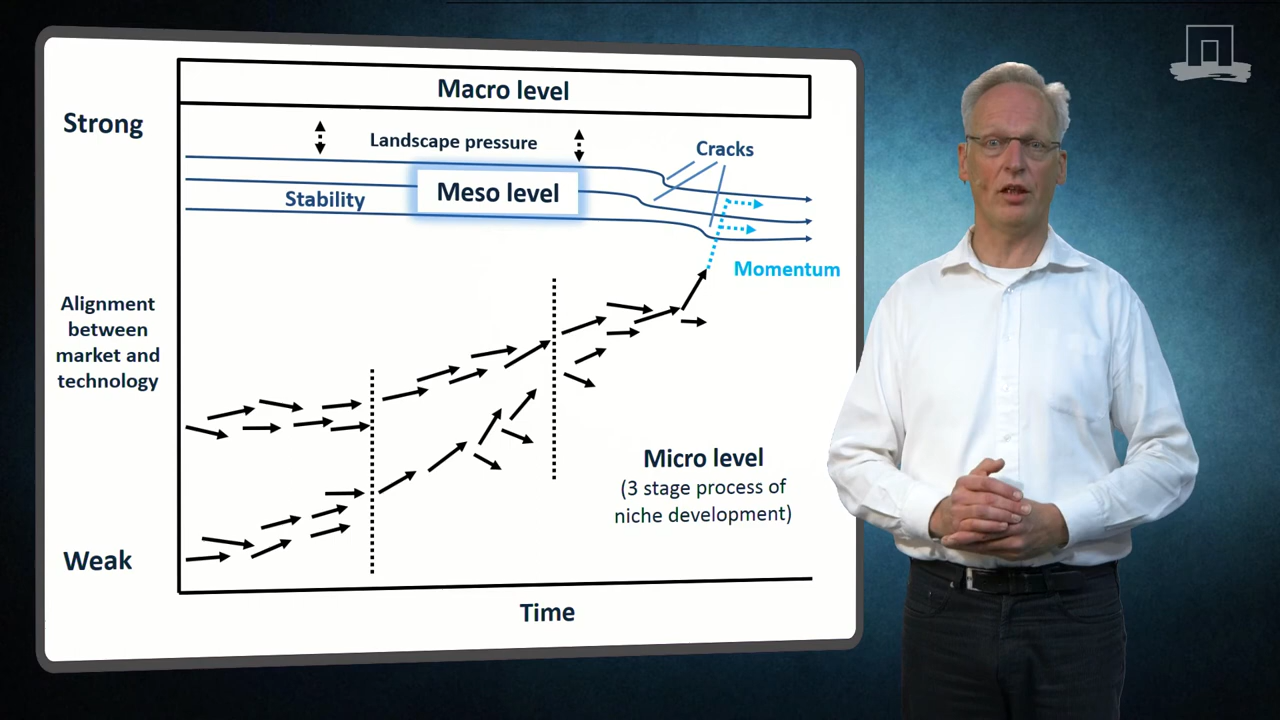 Macro level
Strong
Landscape pressure
Cracks
Meso level
Stability
Momentum
Alignment
between
market and
technology
Micro level
(3 stage process of
niche development)
Weak
Time